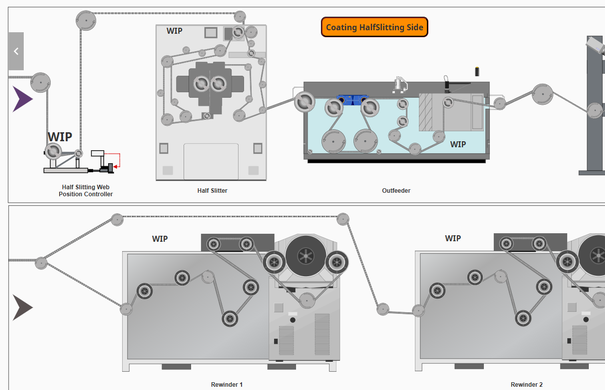 WIP
Coating HalfSlitting Side
WIP
WIP
Half Slitting Web
Position Controller
Half Slitter
Outfeeder
WIP
WIP
Rewinder 1
Rewinder 2